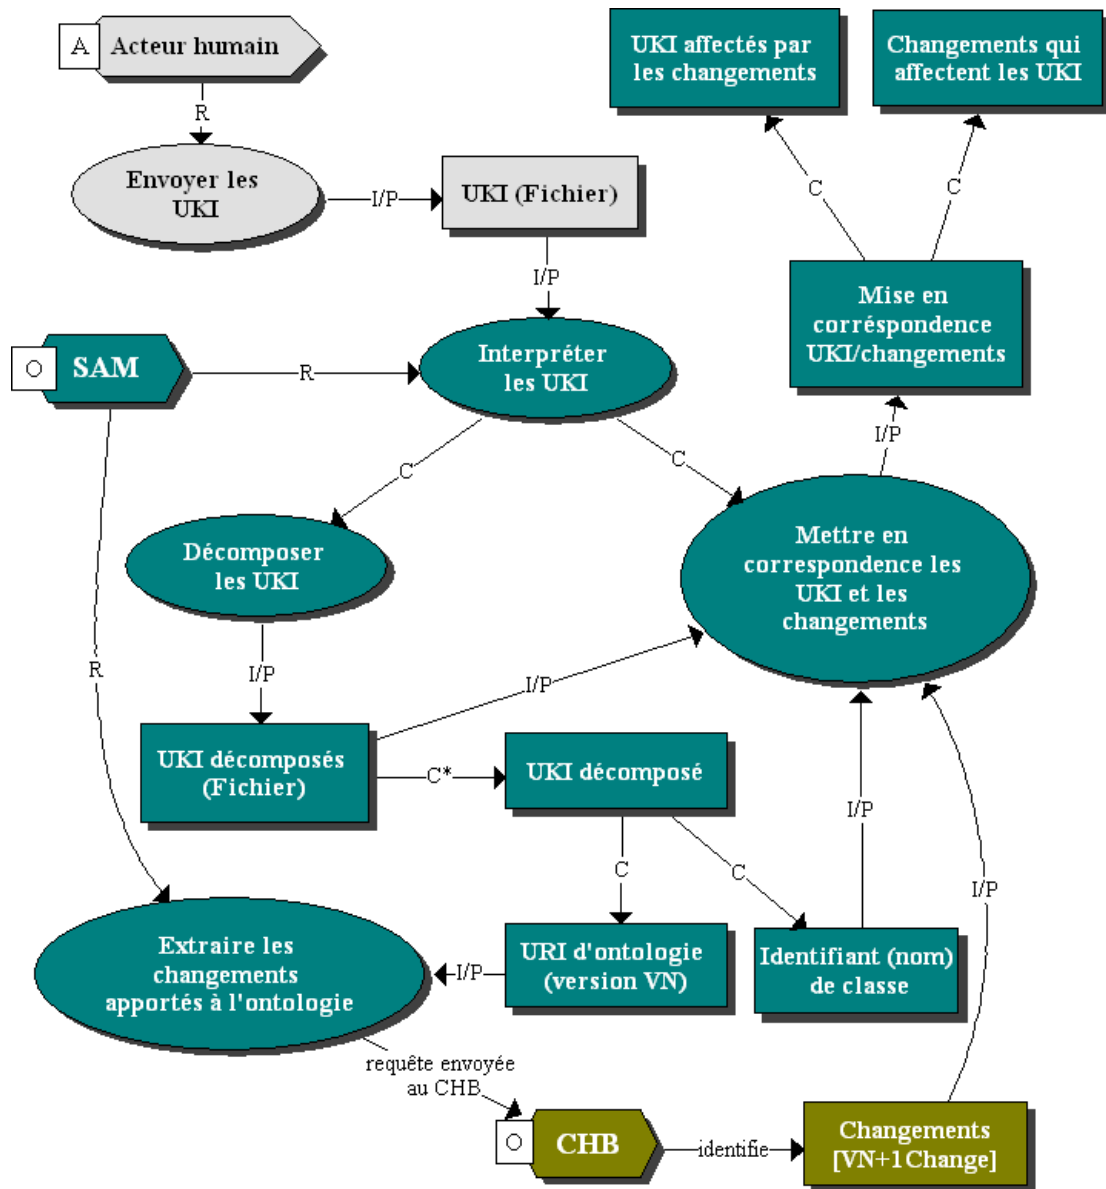 A
Acteur humain
R
Envoyer les
UKI
I/P
UKI (Fichier)
I/P
UKI affectés par
les changements
Changements qui
affectent les UKI
C
C
Mise en
corréspondence
UKI/changements
I/P
O
SAM
R
Interpréter
les UKI
C
C
Décomposer
les UKI
Mettre en
correspondence les
UKI et les
changements
R
I/P
I/P
UKI décomposés
(Fichier)
C*
UKI décomposé
I/P
C
C
I/P
Extraire les
changements
apportés à l'ontologie
I/P
URI d'ontologie
(version VN)
Identifiant (nom)
de classe
requête envoyée
au CHB
O
CHB
identifie
Changements
[VN+1Change]